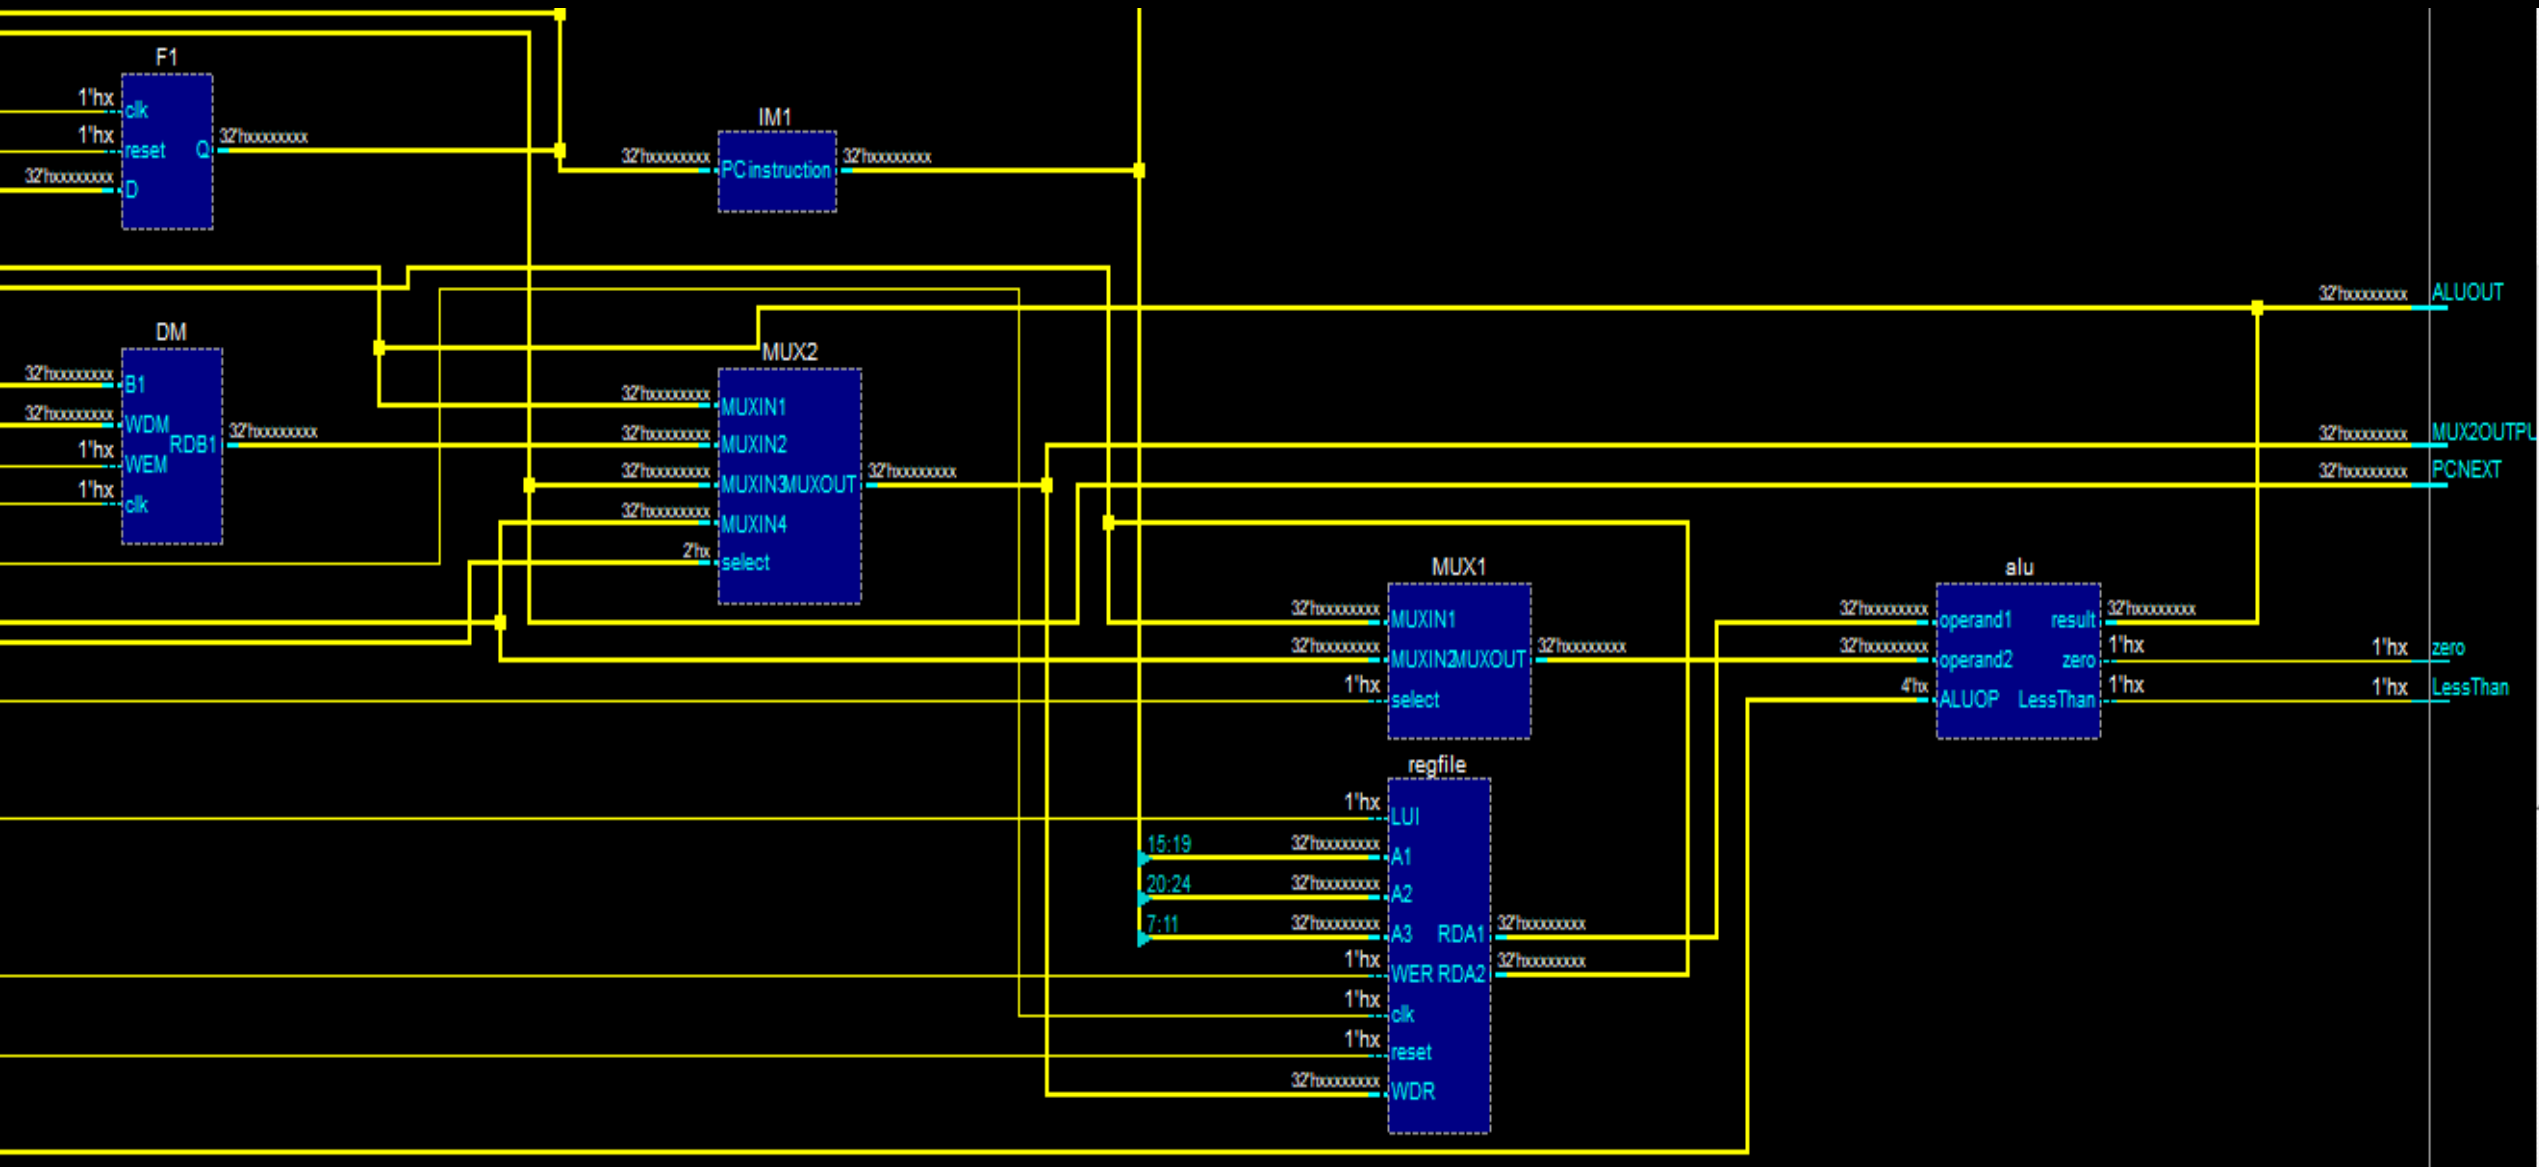 F1
1'hx
clk
1'hx
reset
Q
32'hxxxxxxxx
32'hxxxxxxxx
D
IM1
32'hxxxxxxxx
PC instruction
32'hxxxxxxxx
DM
32'hxxxxxxxx
B1
32'hxxxxxxxx
WDM
RDB1
32'hxxxxxxxx
1'hx
WEM
1'hx
clk
MUX2
32'hxxxxxxxx
MUXIN1
32'hxxxxxxxx
MUXIN2
32'hxxxxxxxx
MUXIN3
MUXOUT
32'hxxxxxxxx
32'hxxxxxxxx
MUXIN4
2'hx
select
MUX1
32'hxxxxxxxx
MUXIN1
32'hxxxxxxxx
MUXIN2
MUXOUT
32'hxxxxxxxx
1'hx
select
regfile
1'hx
LUI
15:19
32'hxxxxxxxx
A1
20:24
32'hxxxxxxxx
A2
7:11
32'hxxxxxxxx
A3
RDA1
32'hxxxxxxxx
1'hx
WER
RDA2
32'hxxxxxxxx
1'hx
clk
1'hx
reset
32'hxxxxxxxx
WDR
alu
32'hxxxxxxxx
operand1
result
32'hxxxxxxxx
32'hxxxxxxxx
operand2
zero
1'hx
4'hx
ALUOP
LessThan
1'hx
32'hxxxxxxxx
ALUOUT
32'hxxxxxxxx
MUX2OUTPU
32'hxxxxxxxx
PCNEXT
1'hx
zero
1'hx
LessThan